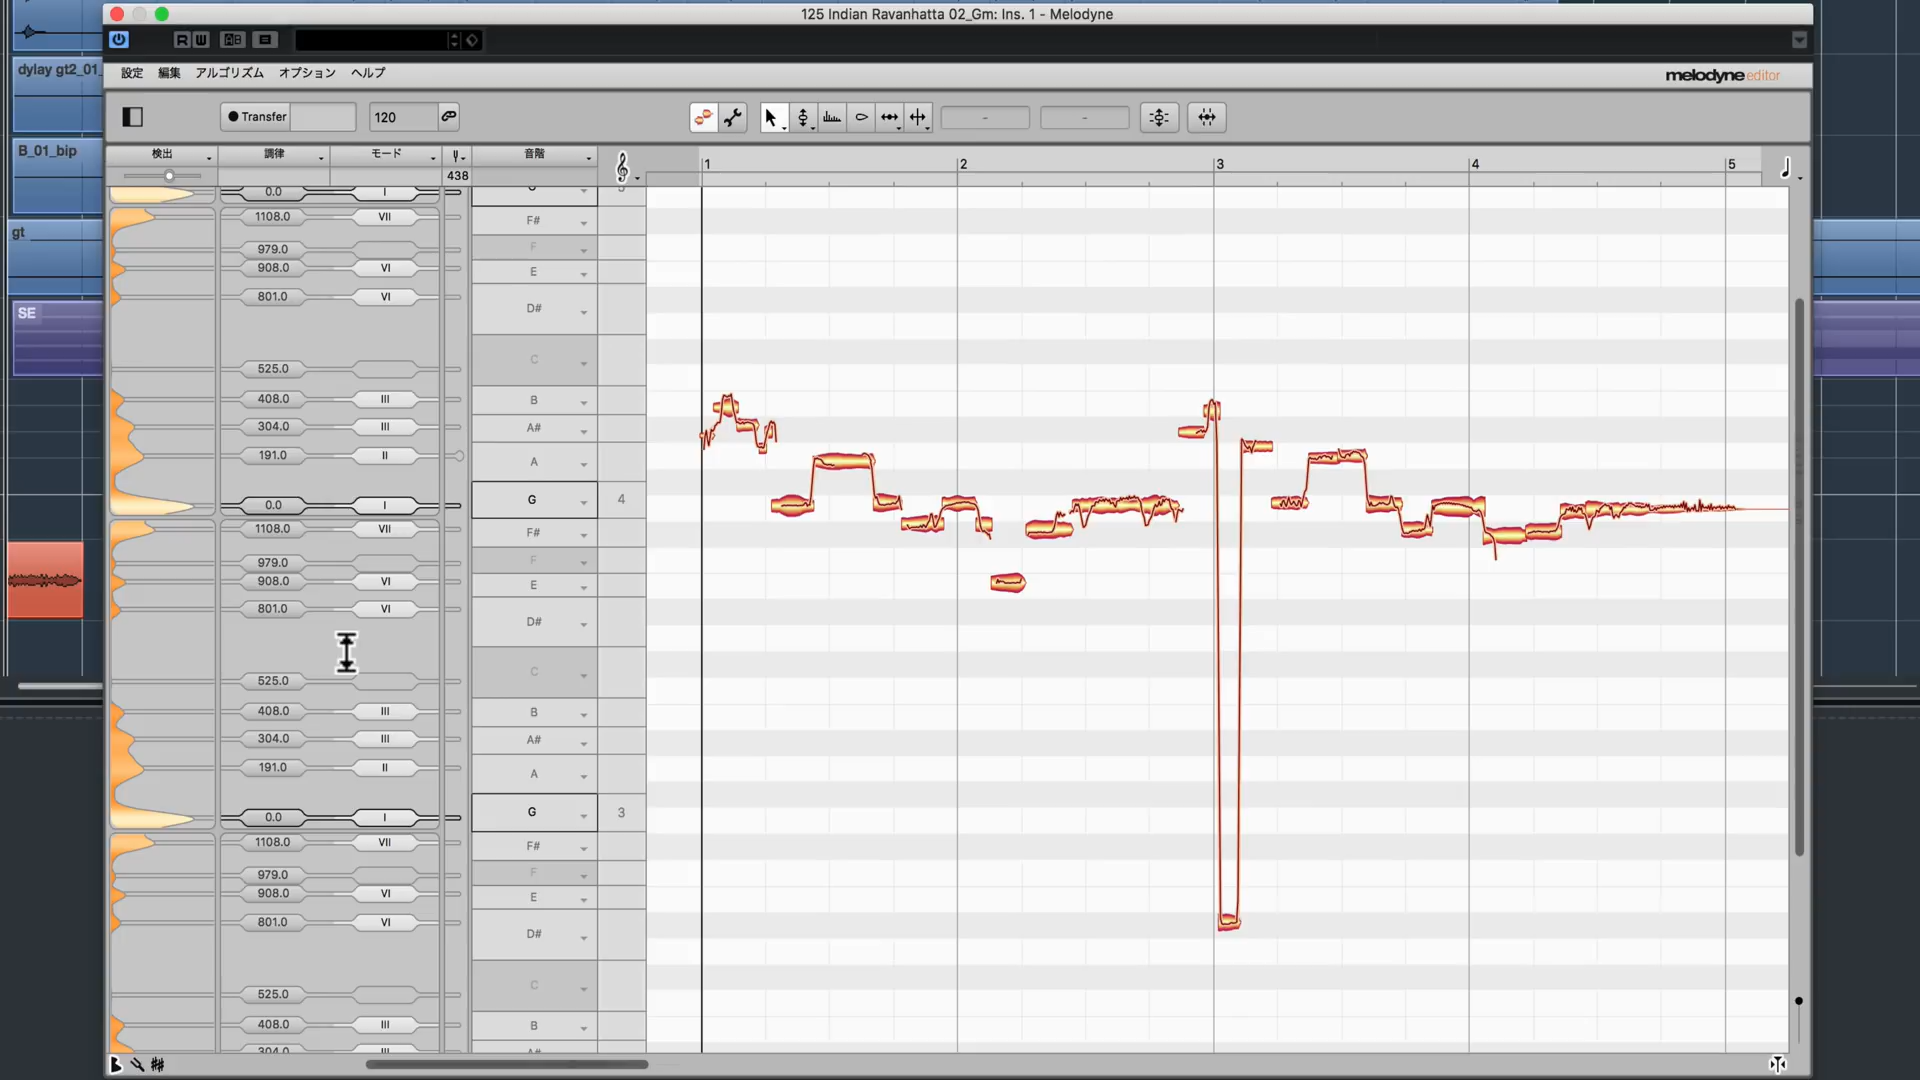 125 Indian Ravanhatta 02_Gm: Ins. 1 - Melodyne
R W
設定 編集 アルゴリズム オプション ヘルプ
melodyne editor
Transfer
120
- -
検出 調律 モード 音階
438
1 2 3 4 5
dylay gt2_01_
B_01_bip
gt
SE
0.0 I
1108.0 VII F#
979.0 F
908.0 VI E
801.0 VI D#
525.0 C
408.0 III B
304.0 III A#
191.0 II A
0.0 I G 4
1108.0 VII F#
979.0 F
908.0 VI E
801.0 VI D#
525.0 C
408.0 III B
304.0 III A#
191.0 II A
0.0 I G 3
1108.0 VII F#
979.0 F
908.0 VI E
801.0 VI D#
525.0 C
408.0 III B
304.0 III A#